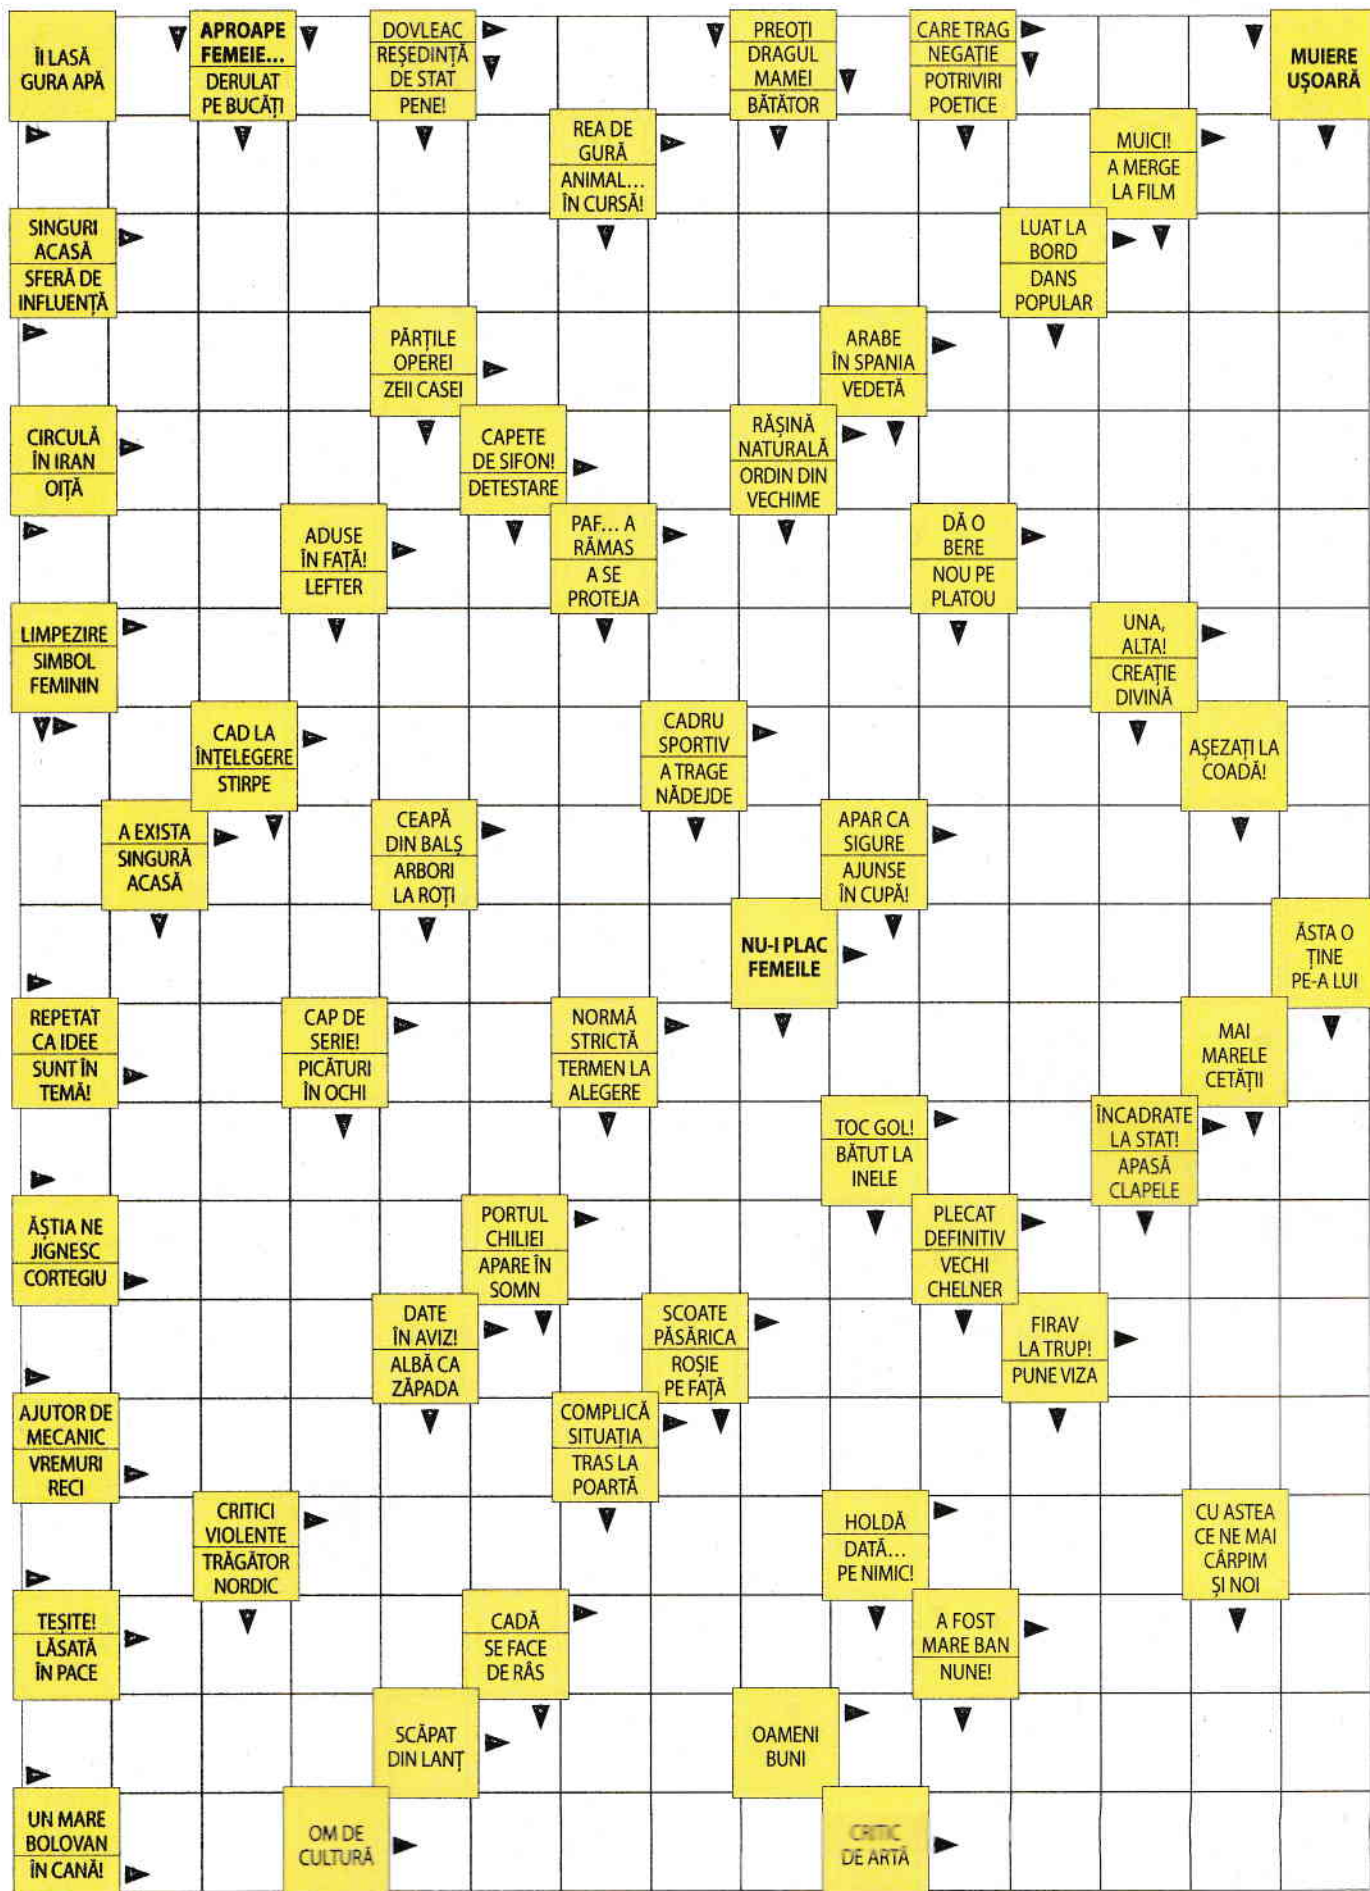 ÎI LASĂ
GURA APĂ
APROAPE
FEMEIE...
DERULAT
PE BUCĂȚI
DOVLEAC
REȘEDINȚĂ
DE STAT
PENE!
PREOȚI
DRAGUL
MAMEI
BĂTĂTOR
CARE TRAG
NEGAȚIE
POTRIVIRI
POETICE
MUIERE
UȘOARĂ
REA DE
GURĂ
ANIMAL...
ÎN CURSĂ!
MUICI!
A MERGE
LA FILM
SINGURI
ACASĂ
SFERĂ DE
INFLUENȚĂ
LUAT LA
BORD
DANS
POPULAR
PĂRȚILE
OPEREI
ZEII CASEI
ARABE
ÎN SPANIA
VEDETĂ
CIRCULĂ
ÎN IRAN
OIȚĂ
CAPETE
DE SIFON!
DETESTARE
RĂȘINĂ
NATURALĂ
ORDIN DIN
VECHIME
ADUSE
ÎN FAȚĂ!
LEFTER
PAF... A
RĂMAS
A SE
PROTEJA
DĂ O
BERE
NOU PE
PLATOU
LIMPEZIRE
SIMBOL
FEMININ
UNA,
ALTA!
CREAȚIE
DIVINĂ
CAD LA
ÎNȚELEGERE
STIRPE
CADRU
SPORTIV
A TRAGE
NĂDEJDE
AȘEZAȚI LA
COADĂ!
A EXISTA
SINGURĂ
ACASĂ
CEAPĂ
DIN BALȘ
ARBORI
LA ROȚI
APAR CA
SIGURE
AJUNSE
ÎN CUPĂ!
NU-I PLAC
FEMEILE
ĂSTA O
ȚINE
PE-A LUI
REPETAT
CA IDEE
SUNT ÎN
TEMĂ!
CAP DE
SERIE!
PICĂTURI
ÎN OCHI
NORMĂ
STRICTĂ
TERMEN LA
ALEGERE
MAI
MARELE
CETĂȚII
TOC GOL!
BĂTUT LA
INELE
ÎNCADRATE
LA STAT!
APASĂ
CLAPELE
ĂȘTIA NE
JIGNESC
CORTEGIU
PORTUL
CHILIEI
APARE ÎN
SOMN
PLECAT
DEFINITIV
VECHI
CHELNER
DATE
ÎN AVIZ!
ALBĂ CA
ZĂPADA
SCOATE
PĂSĂRICA
ROȘIE
PE FAȚĂ
FIRAV
LA TRUP!
PUNE VIZA
AJUTOR DE
MECANIC
VREMURI
RECI
COMPLICĂ
SITUAȚIA
TRAS LA
POARTĂ
CRITICI
VIOLENTE
TRĂGĂTOR
NORDIC
HOLDĂ
DATĂ...
PE NIMIC!
CU ASTEA
CE NE MAI
CÂRPIM
ȘI NOI
TEȘITE!
LĂSATĂ
ÎN PACE
CADĂ
SE FACE
DE RÂS
A FOST
MARE BAN
NUNE!
SCĂPAT
DIN LANȚ
OAMENI
BUNI
UN MARE
BOLOVAN
ÎN CANĂ!
OM DE
CULTURĂ
CRITIC
DE ARTĂ